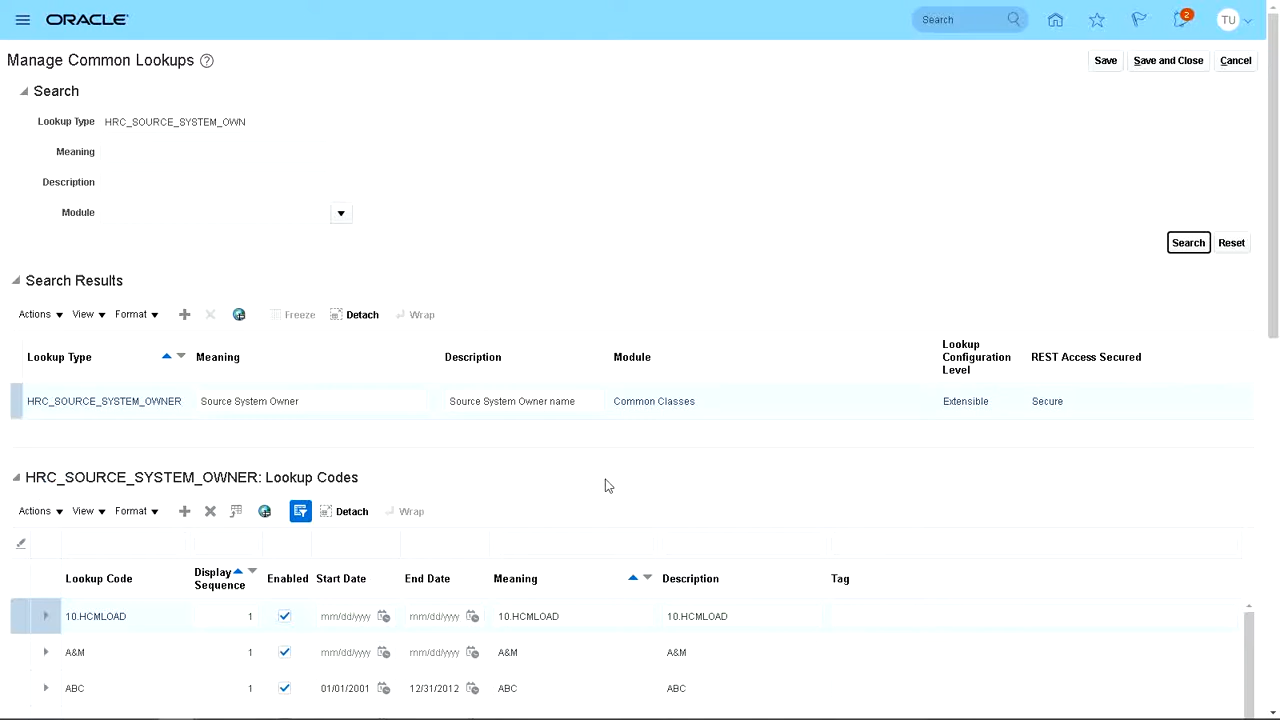 ORACLE
Search
2
TU
Manage Common Lookups ?
Save
Save and Close
Cancel
Search
Lookup Type HRC_SOURCE_SYSTEM_OWN
Meaning
Description
Module
Search
Reset
Search Results
Actions View Format Freeze Detach Wrap
Lookup Type Meaning Description Module Lookup Configuration Level REST Access Secured
HRC_SOURCE_SYSTEM_OWNER Source System Owner Source System Owner name Common Classes Extensible Secure
HRC_SOURCE_SYSTEM_OWNER: Lookup Codes
Actions View Format Detach Wrap
Lookup Code Display Sequence Enabled Start Date End Date Meaning Description Tag
10.HCMLOAD 1 mm/dd/yyyy mm/dd/yyyy 10.HCMLOAD 10.HCMLOAD
A&M 1 mm/dd/yyyy mm/dd/yyyy A&M A&M
ABC 1 01/01/2001 12/31/2012 ABC ABC